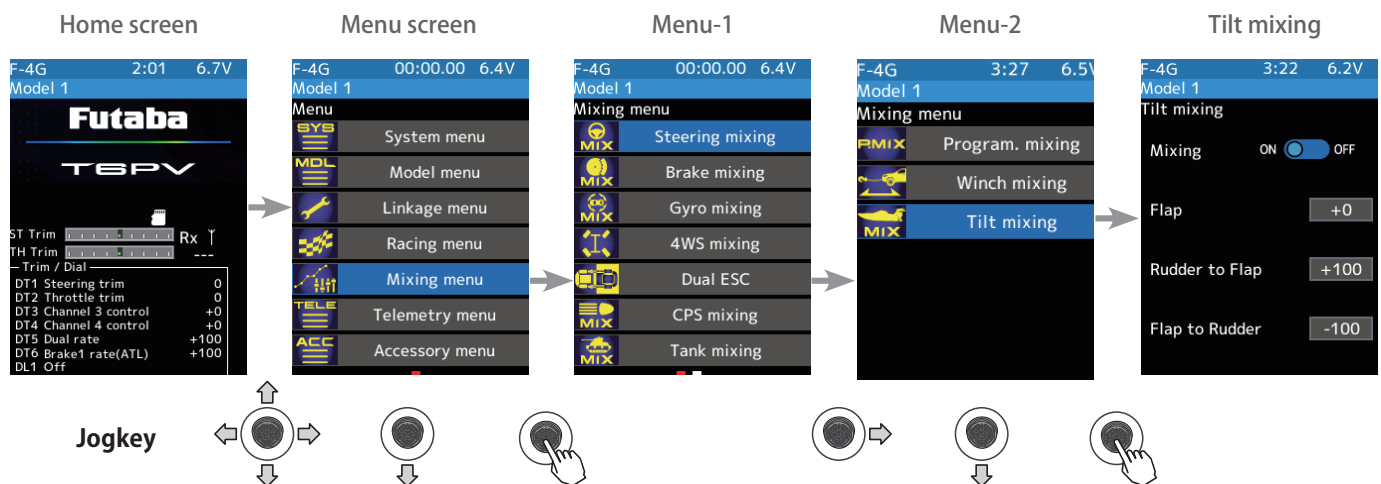 Home screen
Menu screen
Menu-1
Menu-2
Tilt mixing
F-4G 2:01 6.7V
Model 1
Futaba
T6PV
ST Trim
Rx
TH Trim
---
Trim / Dial
DT1 Steering trim 0
DT2 Throttle trim 0
DT3 Channel 3 control +0
DT4 Channel 4 control +0
DT5 Dual rate +100
DT6 Brake1 rate(ATL) +100
DL1 Off
F-4G 00:00.00 6.4V
Model 1
Menu
SYS System menu
MDL Model menu
Linkage menu
Racing menu
Mixing menu
TELE Telemetry menu
ACC Accessory menu
F-4G 00:00.00 6.4V
Model 1
Mixing menu
MIX Steering mixing
MIX Brake mixing
MIX Gyro mixing
4WS mixing
Dual ESC
MIX CPS mixing
MIX Tank mixing
F-4G 3:27 6.5V
Model 1
Mixing menu
P.MIX Program. mixing
Winch mixing
MIX Tilt mixing
F-4G 3:22 6.2V
Model 1
Tilt mixing
Mixing ON OFF
Flap +0
Rudder to Flap +100
Flap to Rudder -100
Jogkey